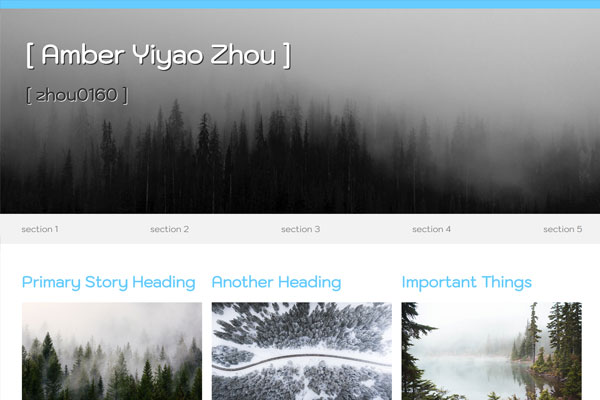 [ Amber Yiyao Zhou ]
[ zhou0160 ]
section 1 section 2 section 3 section 4 section 5
Primary Story Heading Another Heading Important Things